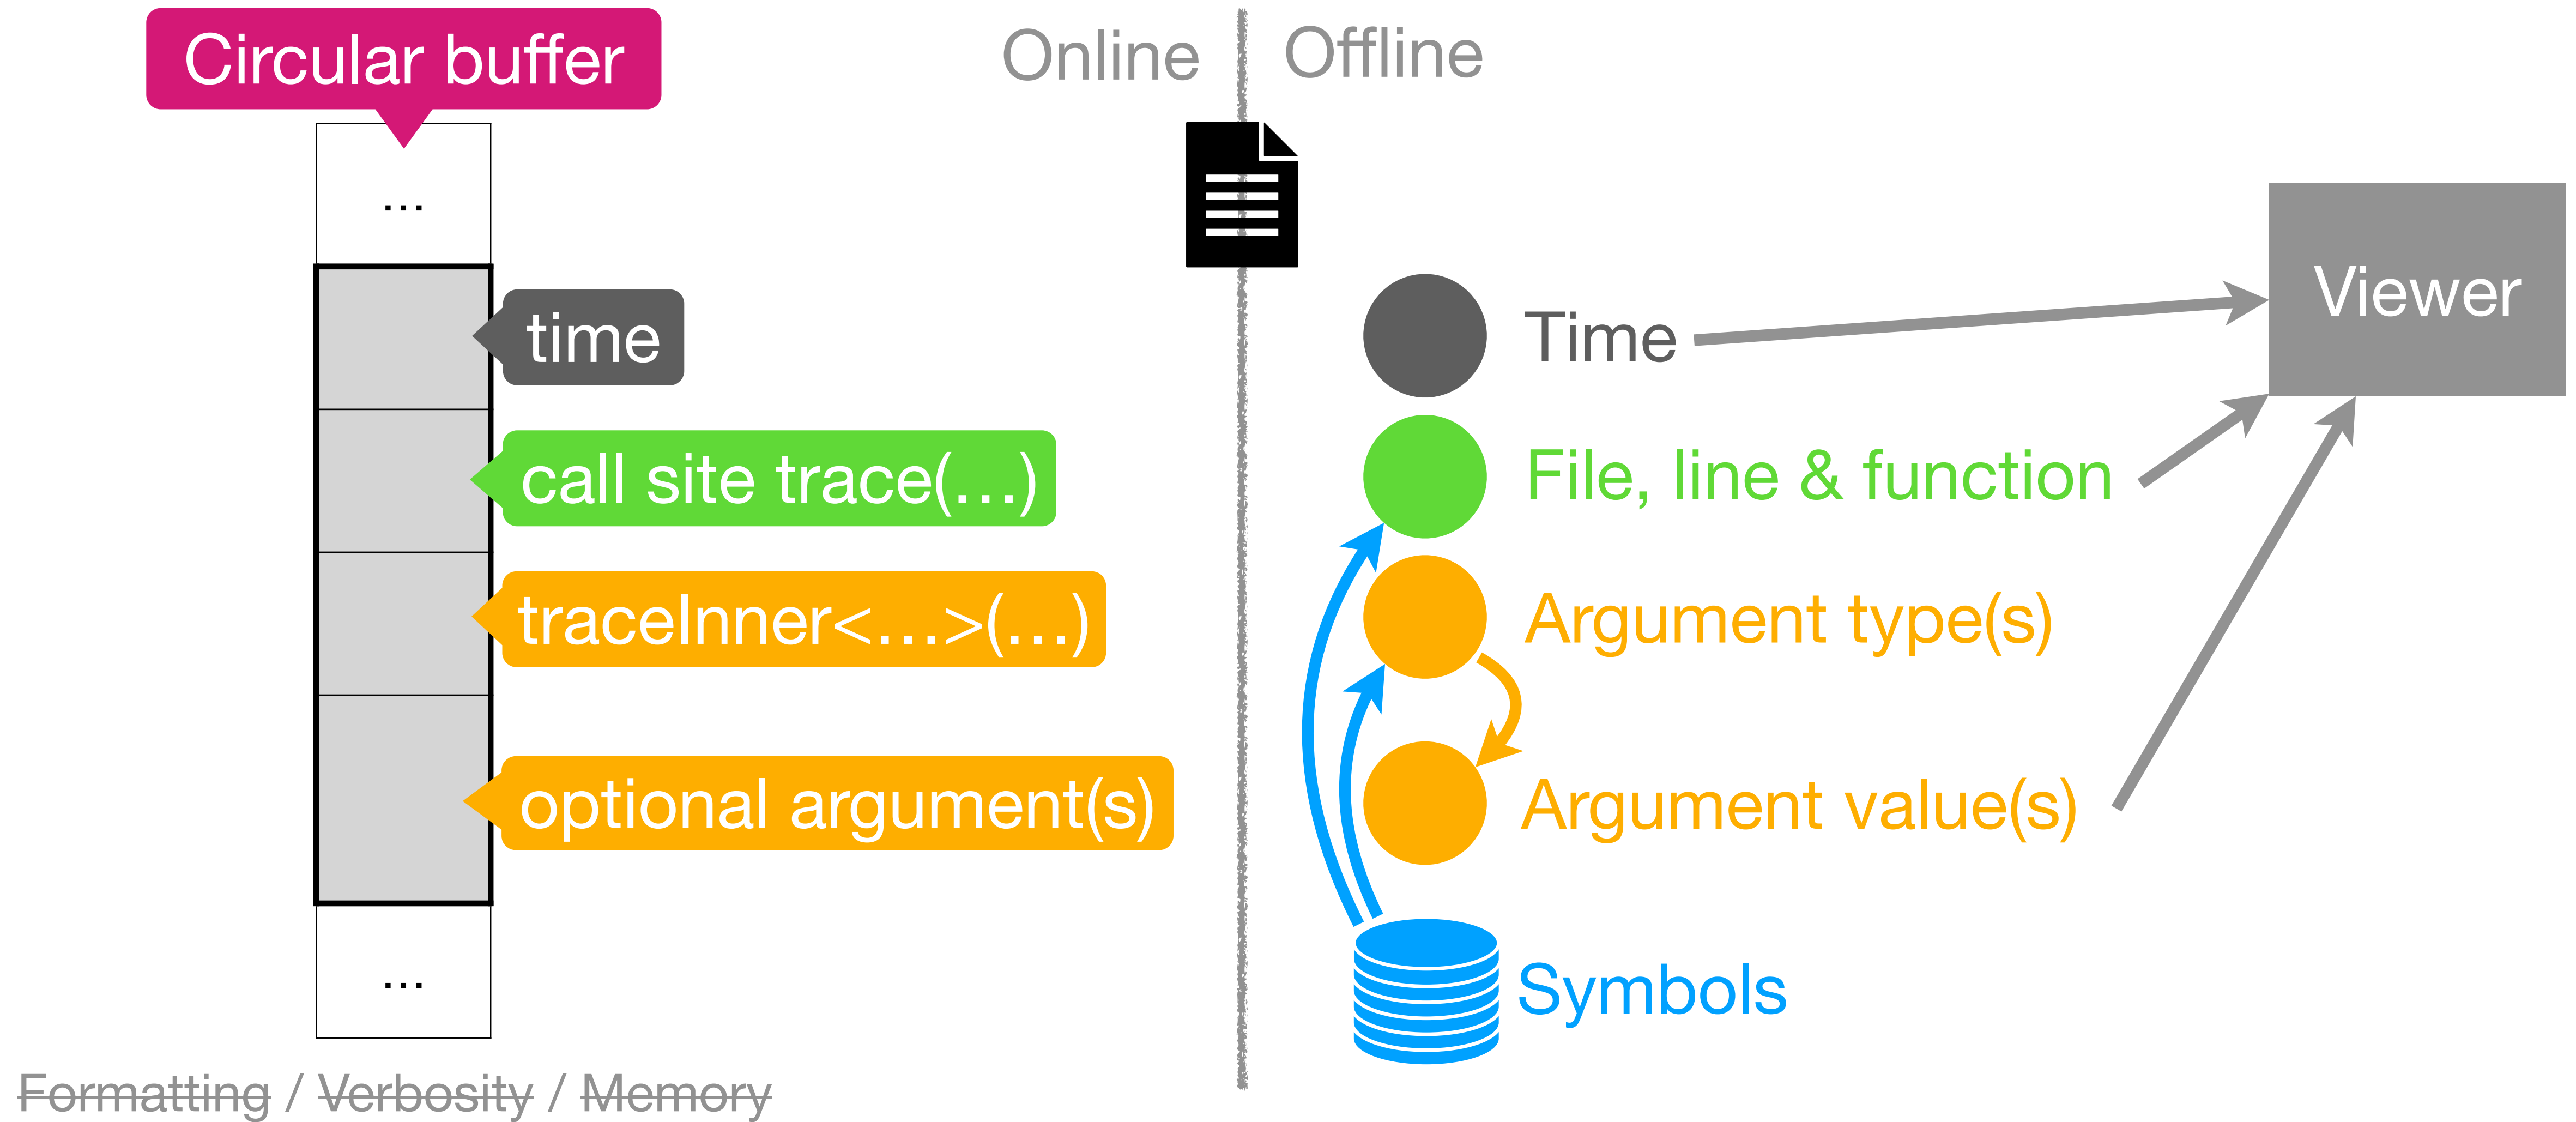 Circular buffer
Online
Offline
...
time
call site trace(...)
traceInner<...>(...)
optional argument(s)
...
Formatting / Verbosity / Memory
Time
File, line & function
Argument type(s)
Argument value(s)
Symbols
Viewer